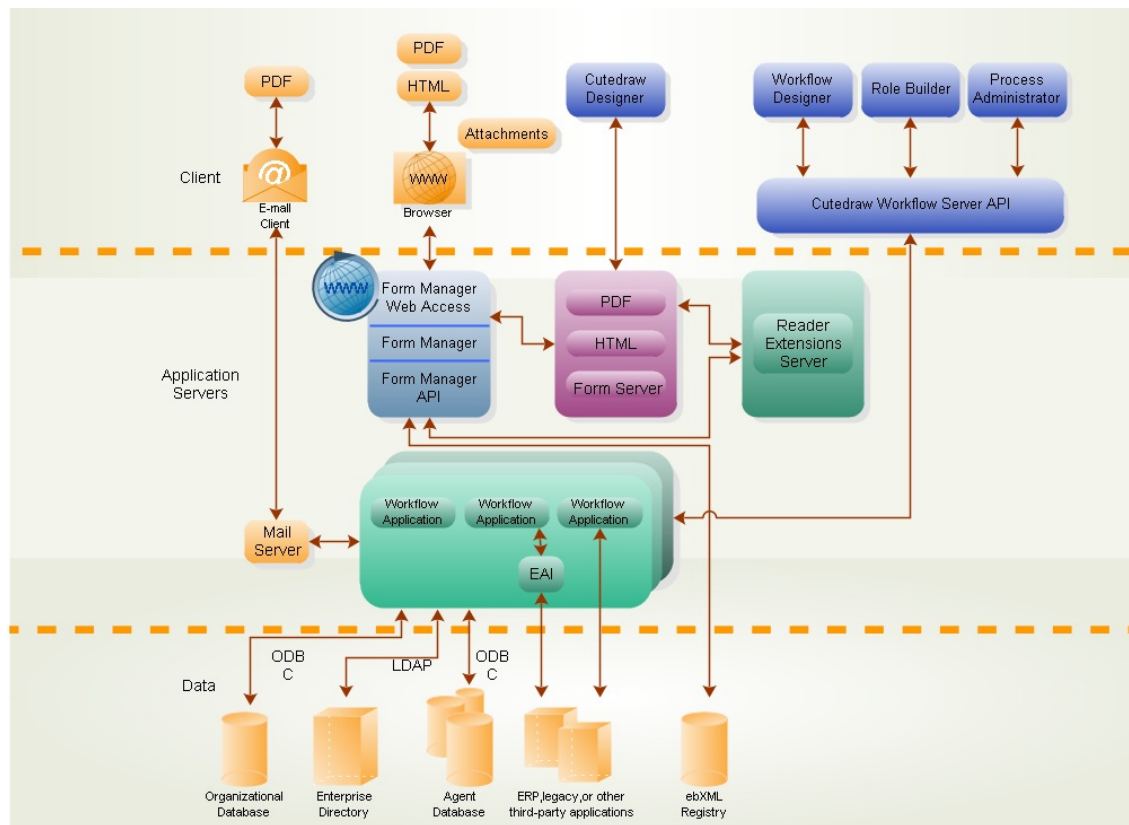 PDF
PDF
HTML
Attachments
Cutedraw
Designer
Workflow
Designer
Role Builder
Process
Administrator
Client
@
E-mail
Client
WWW
Browser
Cutedraw Workflow Server API
WWW
Form Manager
Web Access
Form Manager
Form Manager
API
PDF
HTML
Form Server
Reader
Extensions
Server
Application
Servers
Workflow
Application
Workflow
Application
Workflow
Application
EAI
Mail
Server
ODB
C
LDAP
ODB
C
Data
Organizational
Database
Enterprise
Directory
Agent
Database
ERP,legacy,or other
third-party applications
ebXML
Registry